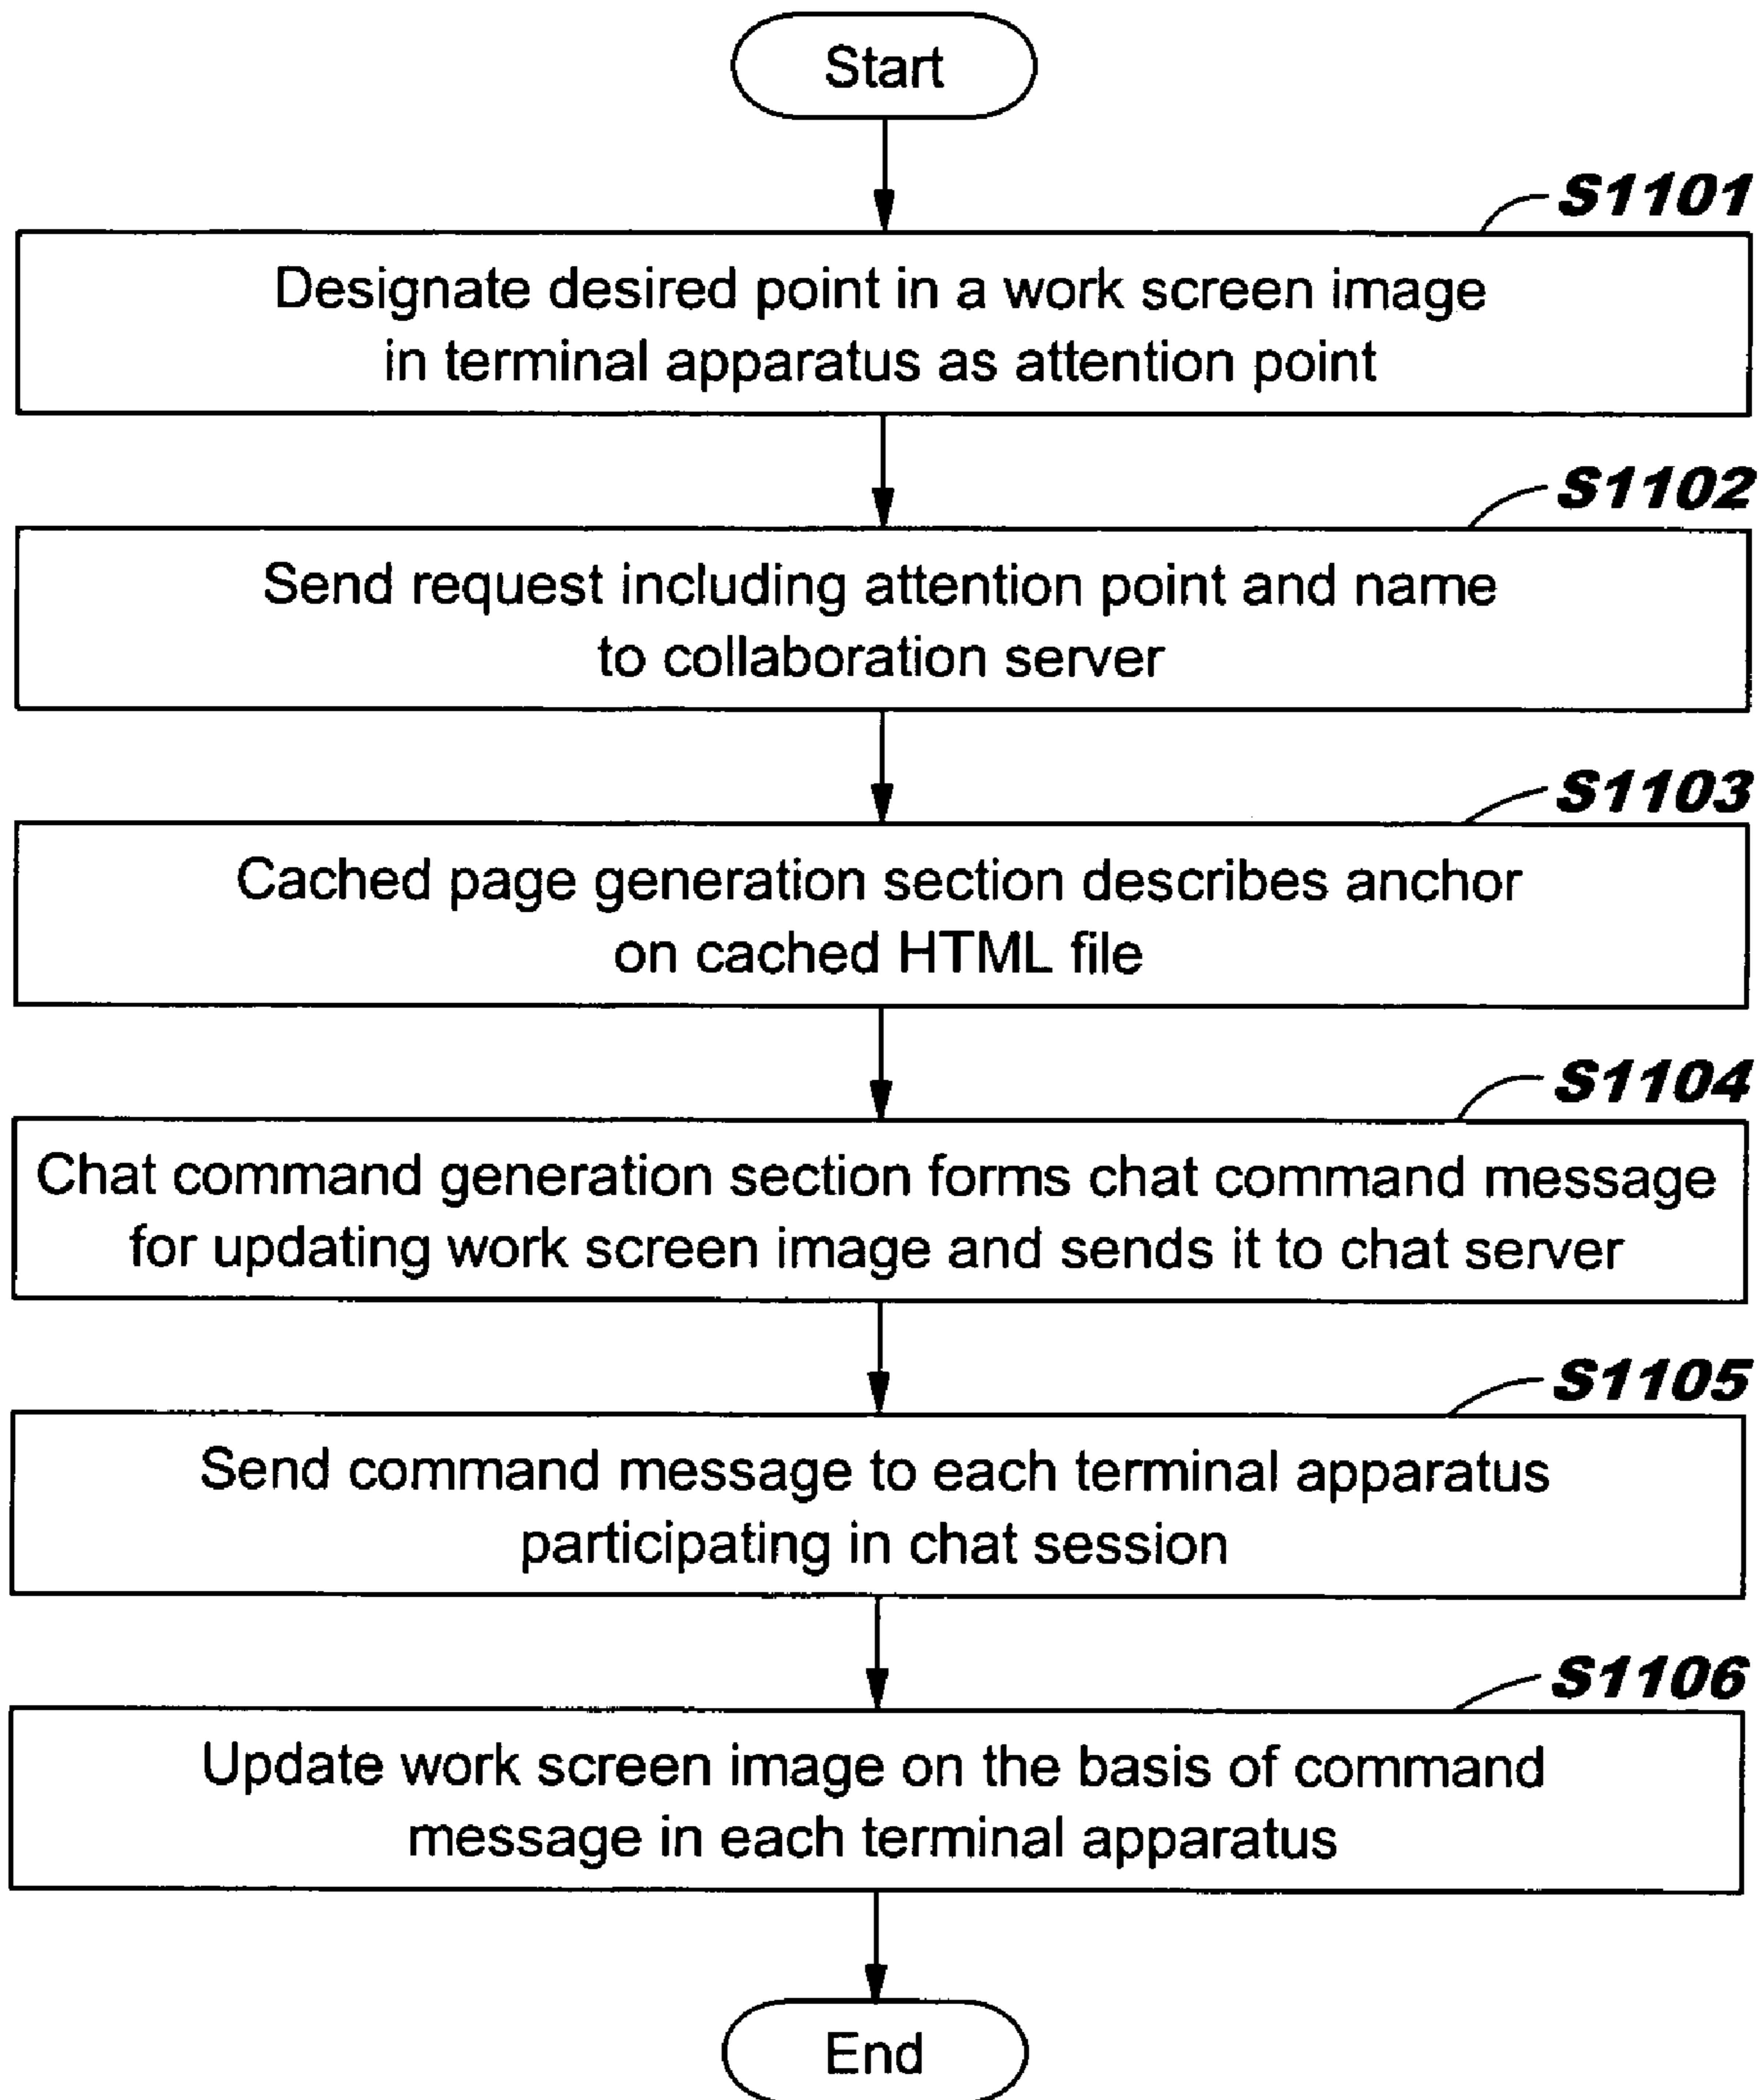 Start
S1101
Designate desired point in a work screen image
in terminal apparatus as attention point
S1102
Send request including attention point and name
to collaboration server
S1103
Cached page generation section describes anchor
on cached HTML file
S1104
Chat command generation section forms chat command message
for updating work screen image and sends it to chat server
S1105
Send command message to each terminal apparatus
participating in chat session
S1106
Update work screen image on the basis of command
message in each terminal apparatus
End